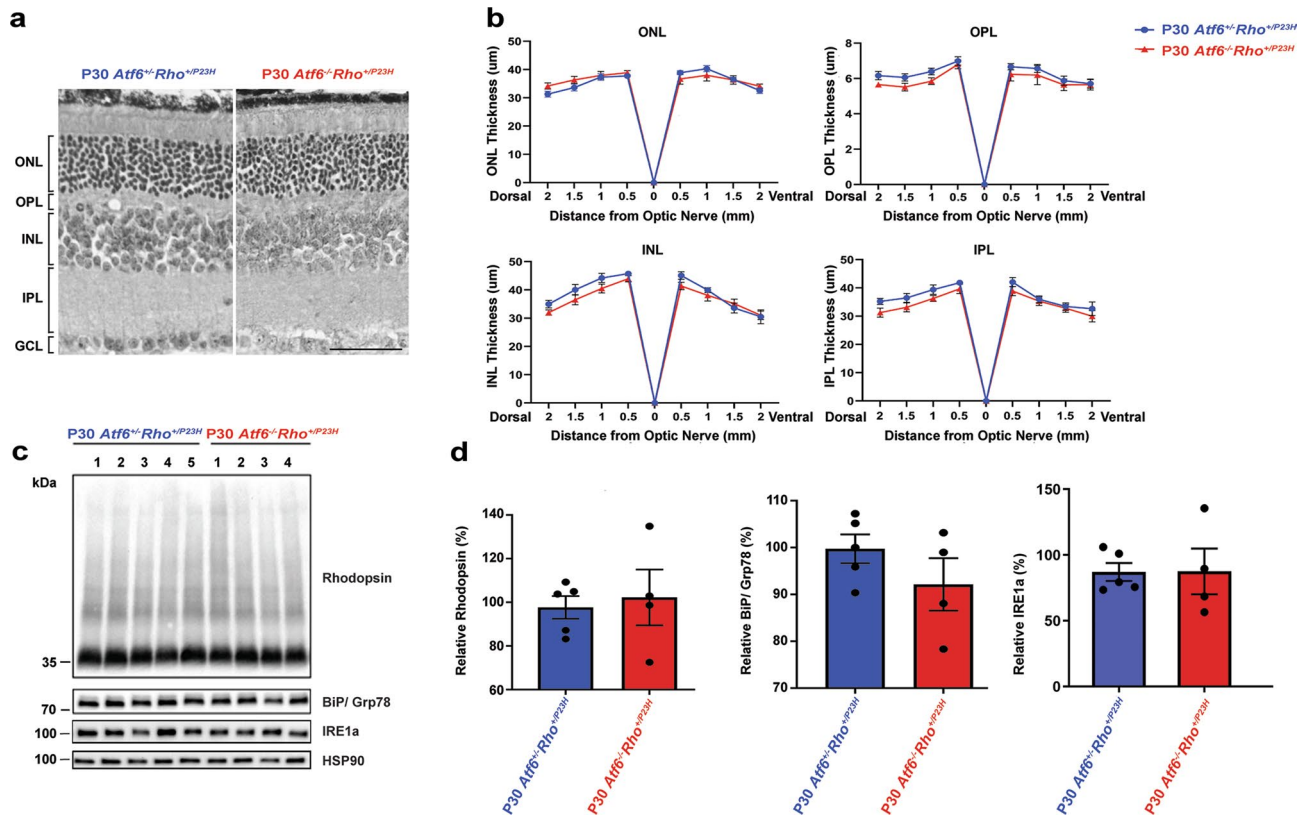 a
P30 Atf6+/-Rho+/P23H P30 Atf6-/-Rho+/P23H
ONL
OPL
INL
IPL
GCL
b
P30 Atf6+/-Rho+/P23H
P30 Atf6-/-Rho+/P23H
ONL
ONL Thickness (um)
50
40
30
20
10
0
Dorsal 2 1.5 1 0.5 0 0.5 1 1.5 2 Ventral
Distance from Optic Nerve (mm)
OPL
OPL Thickness (um)
8
6
4
2
0
Dorsal 2 1.5 1 0.5 0 0.5 1 1.5 2 Ventral
Distance from Optic Nerve (mm)
INL
INL Thickness (um)
50
40
30
20
10
0
Dorsal 2 1.5 1 0.5 0 0.5 1 1.5 2 Ventral
Distance from Optic Nerve (mm)
IPL
IPL Thickness (um)
50
40
30
20
10
0
Dorsal 2 1.5 1 0.5 0 0.5 1 1.5 2 Ventral
Distance from Optic Nerve (mm)
c
P30 Atf6+/-Rho+/P23H P30 Atf6-/-Rho+/P23H
1 2 3 4 5 1 2 3 4
kDa
Rhodopsin
35
BiP/ Grp78
70
IRE1a
100
HSP90
100
d
Relative Rhodopsin (%)
140
120
100
80
60
P30 Atf6+/-Rho+/P23H
P30 Atf6-/-Rho+/P23H
Relative BiP/ Grp78 (%)
110
100
90
80
70
P30 Atf6+/-Rho+/P23H
P30 Atf6-/-Rho+/P23H
Relative IRE1a (%)
150
100
50
0
P30 Atf6+/-Rho+/P23H
P30 Atf6-/-Rho+/P23H